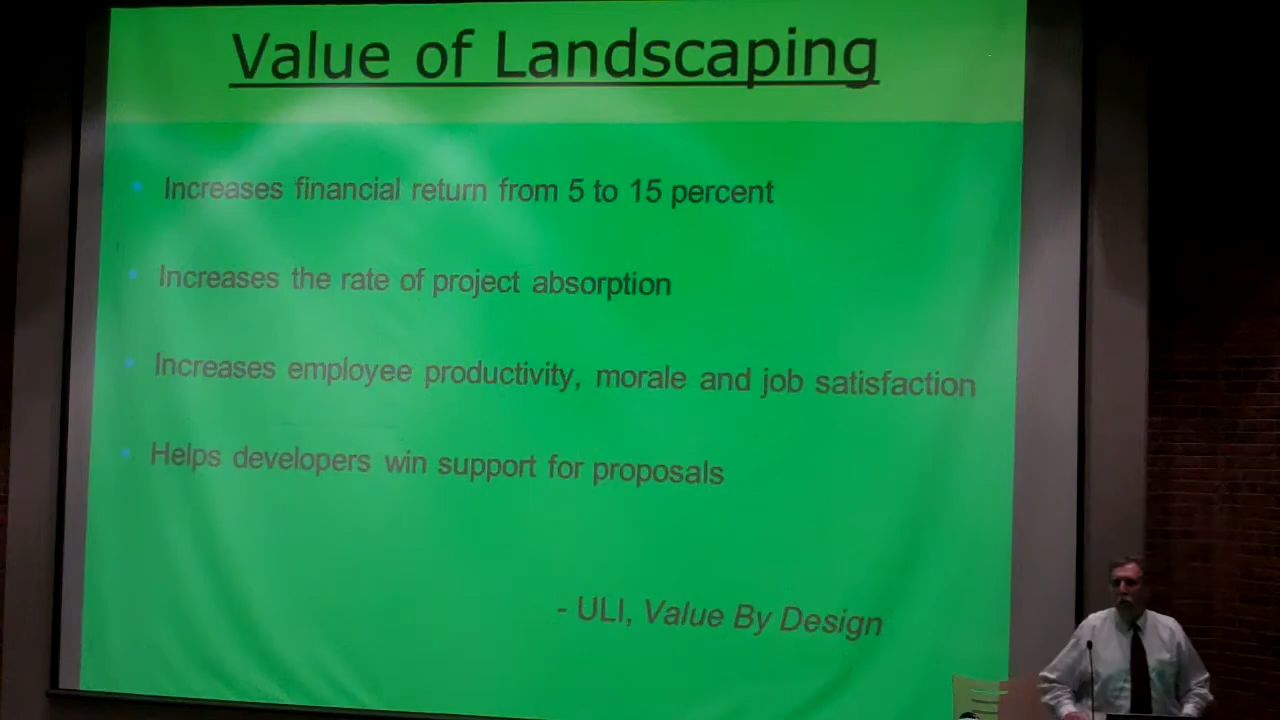 Value of Landscaping
• Increases financial return from 5 to 15 percent
• Increases the rate of project absorption
• Increases employee productivity, morale and job satisfaction
• Helps developers win support for proposals
- ULI, Value By Design